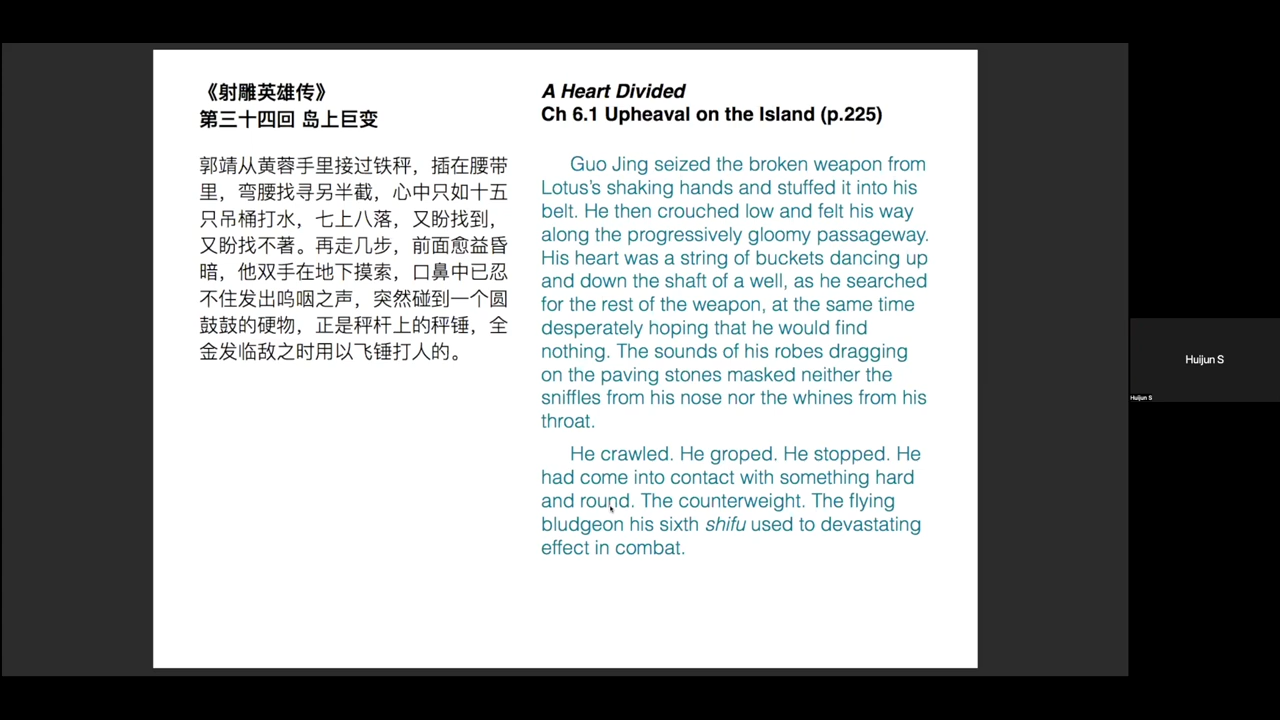 《射雕英雄传》
第三十四回 岛上巨变
郭靖从黄蓉手里接过铁秤，插在腰带
里，弯腰找寻另半截，心中只如十五
只吊桶打水，七上八落，又盼找到，
又盼找不著。再走几步，前面愈益昏
暗，他双手在地下摸索，口鼻中已忍
不住发出呜咽之声，突然碰到一个圆
鼓鼓的硬物，正是秤杆上的秤锤，全
金发临敌之时用以飞锤打人的。
A Heart Divided
Ch 6.1 Upheaval on the Island (p.225)
Guo Jing seized the broken weapon from
Lotus's shaking hands and stuffed it into his
belt. He then crouched low and felt his way
along the progressively gloomy passageway.
His heart was a string of buckets dancing up
and down the shaft of a well, as he searched
for the rest of the weapon, at the same time
desperately hoping that he would find
nothing. The sounds of his robes dragging
on the paving stones masked neither the
sniffles from his nose nor the whines from his
throat.
He crawled. He groped. He stopped. He
had come into contact with something hard
and round. The counterweight. The flying
bludgeon his sixth shifu used to devastating
effect in combat.
Huijun S
Huijun S